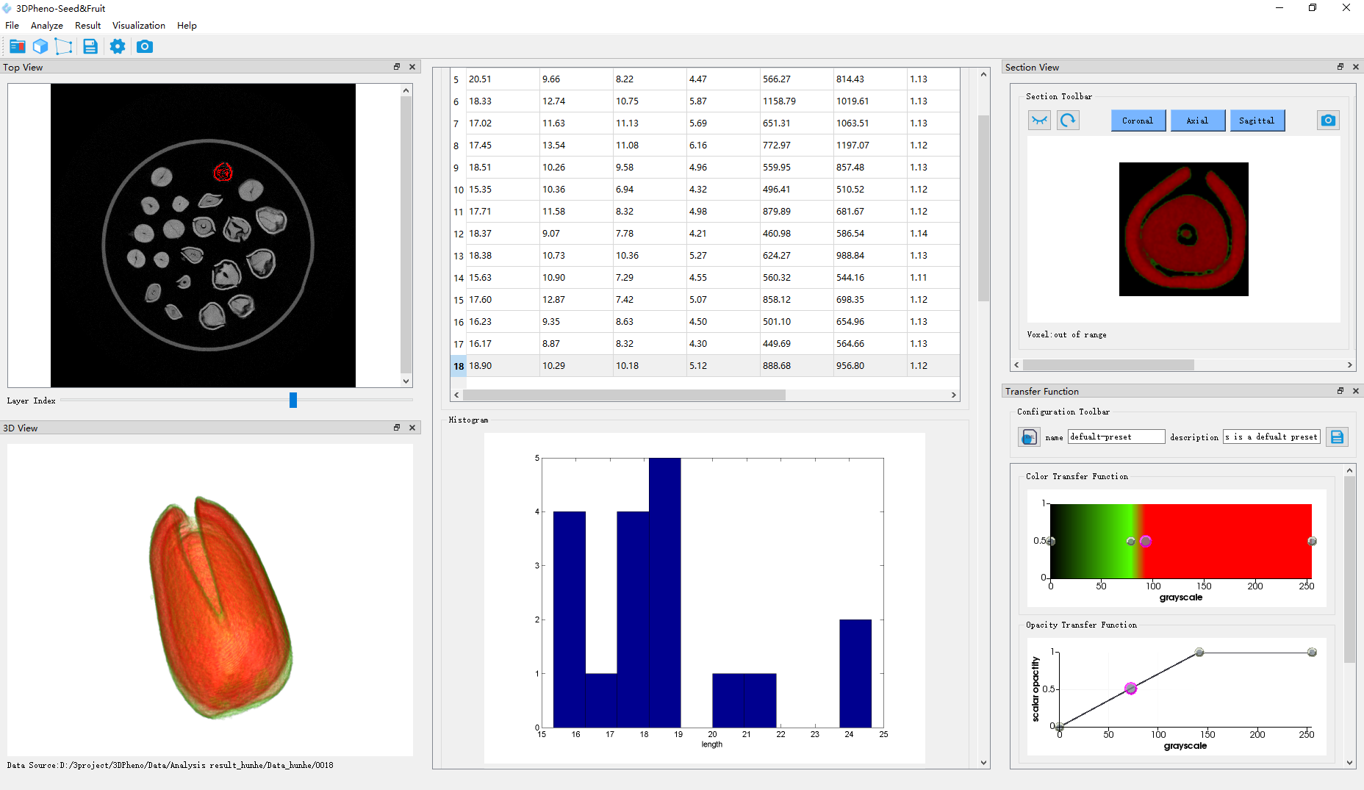 3DPheno-Seed&Fruit
File Analyze Result Visualization Help
Top View
Layer Index
3D View
Data Source:D:/3project/3DPheno/Data/Analysis result_hunhe/Data_hunhe/0018
5 20.51 9.66 8.22 4.47 566.27 814.43 1.13
6 18.33 12.74 10.75 5.87 1158.79 1019.61 1.13
7 17.02 11.63 11.13 5.69 651.31 1063.51 1.13
8 17.45 13.54 11.08 6.16 772.97 1197.07 1.12
9 18.51 10.26 9.58 4.96 559.95 857.48 1.13
10 15.35 10.36 6.94 4.32 496.41 510.52 1.12
11 17.71 11.58 8.32 4.98 879.89 681.67 1.12
12 18.37 9.07 7.78 4.21 460.98 586.54 1.14
13 18.38 10.73 10.36 5.27 624.27 988.84 1.13
14 15.63 10.90 7.29 4.55 560.32 544.16 1.11
15 17.60 12.87 7.42 5.07 858.12 698.35 1.12
16 16.23 9.35 8.63 4.50 501.10 654.96 1.13
17 16.17 8.87 8.32 4.30 449.69 564.66 1.13
18 18.90 10.29 10.18 5.12 888.68 956.80 1.12
Histogram
5
4
3
2
1
0
15 16 17 18 19 20 21 22 23 24 25
length
Section View
Section Toolbar
Coronal Axial Sagittal
Voxel:out of range
Transfer Function
Configuration Toolbar
name defualt-preset description s is a defualt preset
Color Transfer Function
1
0.5
0
0 50 100 150 200 250
grayscale
Opacity Transfer Function
scalar opacity
1
0.5
0
0 50 100 150 200 250
grayscale